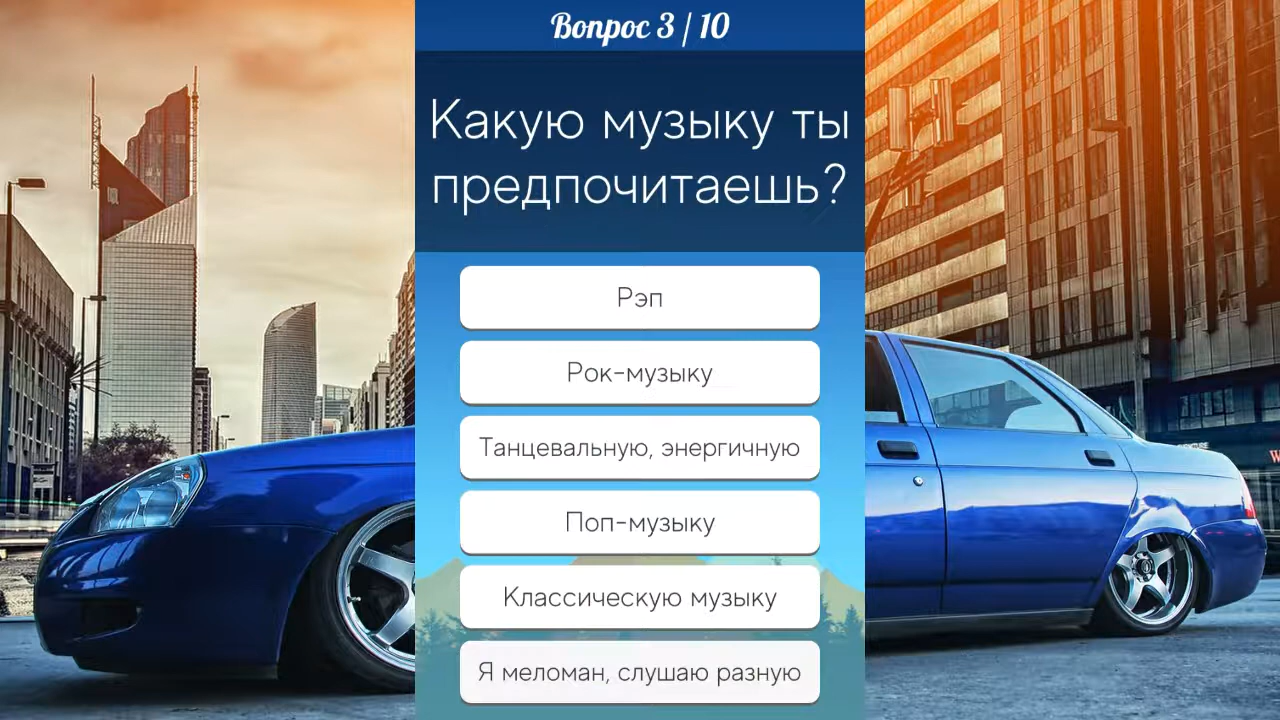 Вопрос 3 / 10
Какую музыку ты
предпочитаешь?
Рэп
Рок-музыку
Танцевальную, энергичную
Поп-музыку
Классическую музыку
Я меломан, слушаю разную